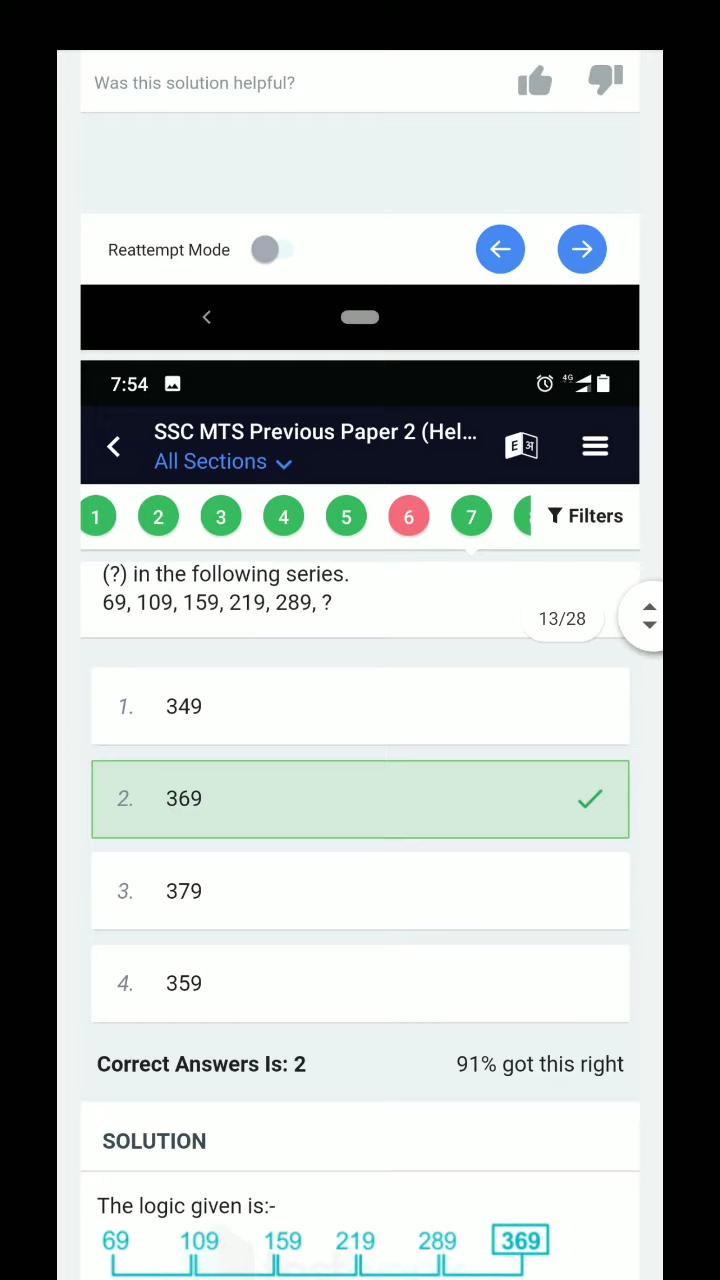 Was this solution helpful?
Reattempt Mode
7:54
4G
SSC MTS Previous Paper 2 (Hel...
All Sections
E अ
1 2 3 4 5 6 7
Filters
(?) in the following series.
69, 109, 159, 219, 289, ?
13/28
1. 349
2. 369
3. 379
4. 359
Correct Answers Is: 2
91% got this right
SOLUTION
The logic given is:-
69 109 159 219 289 369